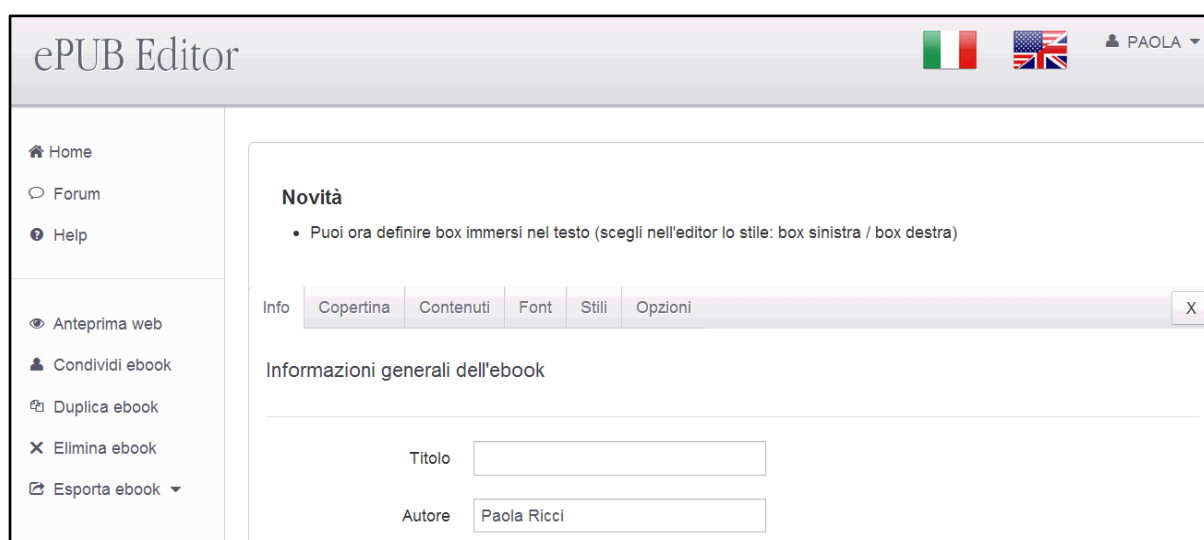 ePUB Editor
PAOLA
Home
Forum
Help
Novità
Puoi ora definire box immersi nel testo (scegli nell'editor lo stile: box sinistra / box destra)
Info Copertina Contenuti Font Stili Opzioni X
Anteprima web
Condividi ebook
Duplica ebook
Elimina ebook
Esporta ebook
Informazioni generali dell'ebook
Titolo
Autore Paola Ricci